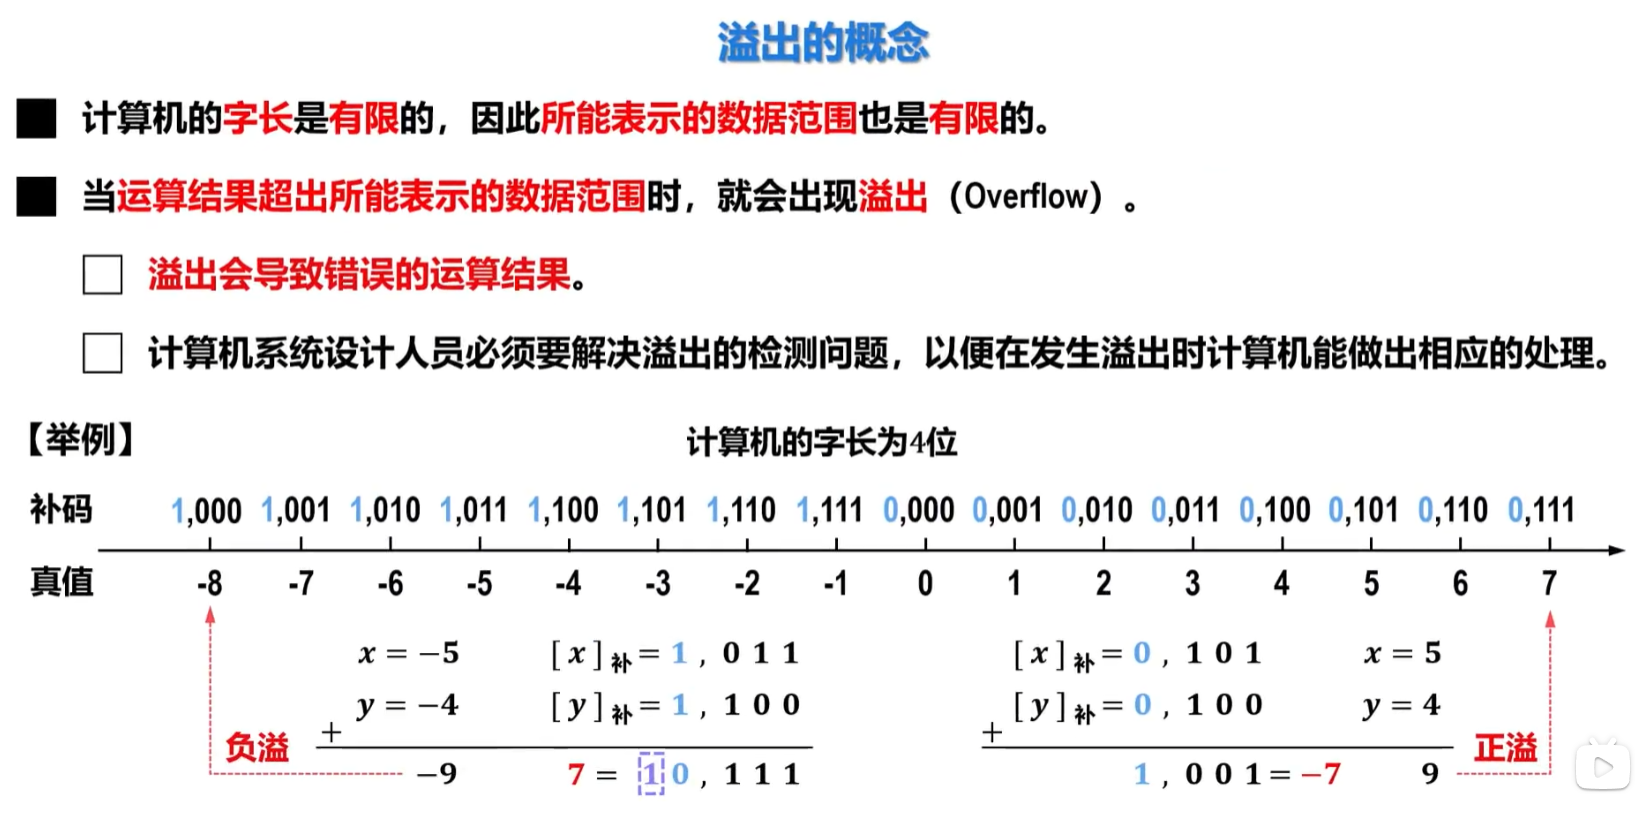 溢出的概念
计算机的字长是有限的，因此所能表示的数据范围也是有限的。
当运算结果超出所能表示的数据范围时，就会出现溢出（Overflow）。
溢出会导致错误的运算结果。
计算机系统设计人员必须要解决溢出的检测问题，以便在发生溢出时计算机能做出相应的处理。
【举例】 计算机的字长为4位
补码 1,000 1,001 1,010 1,011 1,100 1,101 1,110 1,111 0,000 0,001 0,010 0,011 0,100 0,101 0,110 0,111
真值 -8 -7 -6 -5 -4 -3 -2 -1 0 1 2 3 4 5 6 7
x = −5 [x]补 = 1, 0 1 1 [x]补 = 0, 1 0 1 x = 5
y = −4 [y]补 = 1, 1 0 0 [y]补 = 0, 1 0 0 y = 4
负溢 + + 正溢
−9 7 = 1 0, 1 1 1 1, 0 0 1 = −7 9